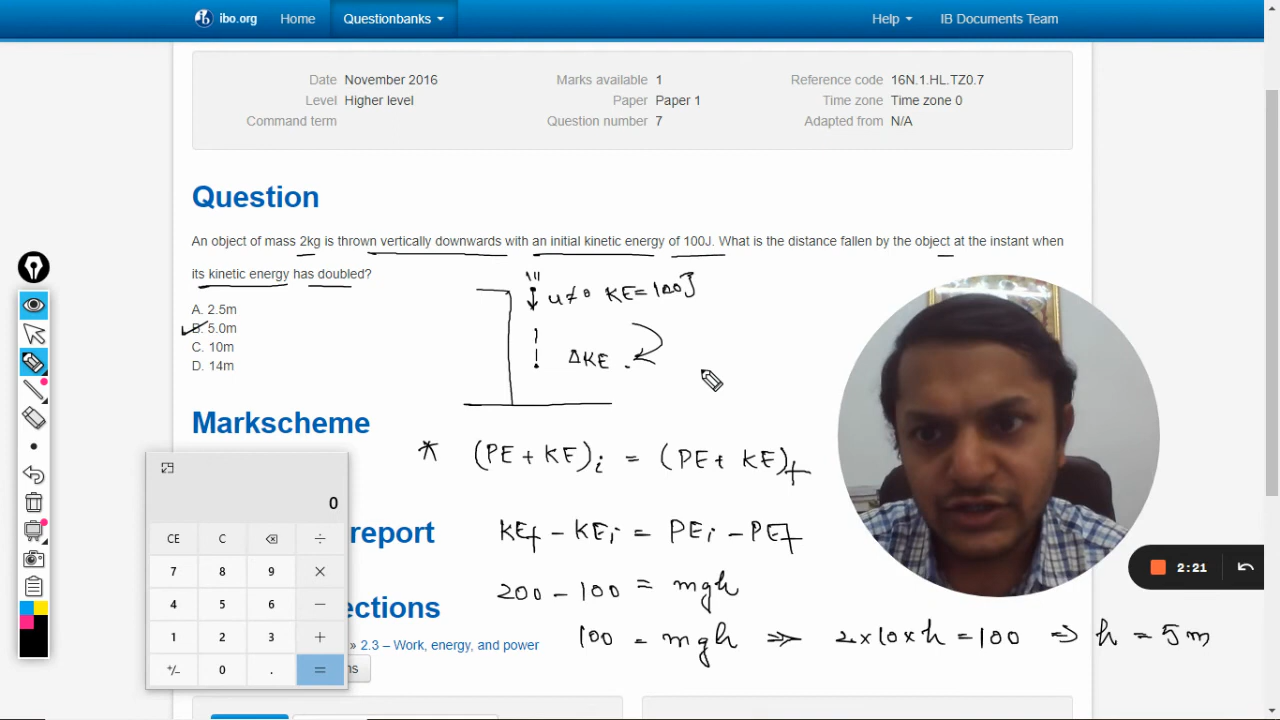 ibo.org Home Questionbanks Help IB Documents Team
Date November 2016 Marks available 1 Reference code 16N.1.HL.TZ0.7
Level Higher level Paper Paper 1 Time zone Time zone 0
Command term Question number 7 Adapted from N/A
Question
An object of mass 2kg is thrown vertically downwards with an initial kinetic energy of 100J. What is the distance fallen by the object at the instant when
its kinetic energy has doubled?
u≠0 KE=100J
A. 2.5m
B. 5.0m
C. 10m
ΔKE
D. 14m
Markscheme
* (PE + KE)i = (PE + KE)f
0
report
KEf - KEi = PEi - PEf
CE C ÷
7 8 9 ×
200 - 100 = mgh
4 5 6 −
ections
1 2 3 +
» 2.3 – Work, energy, and power
100 = mgh ⇒ 2×10×h = 100 ⇒ h = 5m
+/− 0 . =
ns
2:21